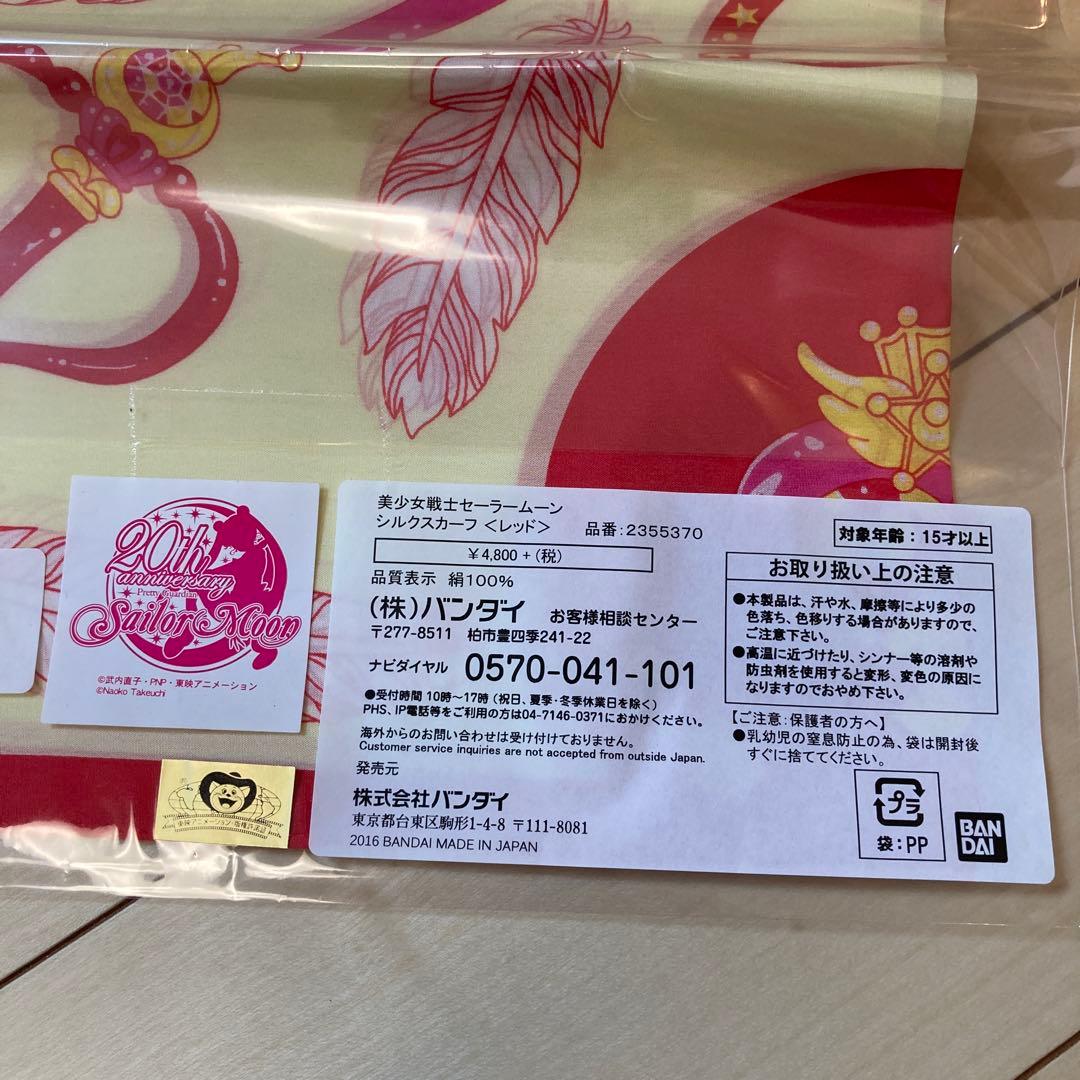 20th
anniversary
Pretty Guardian
Sailor Moon
©武内直子・PNP・東映アニメーション
©Naoko Takeuchi
東映アニメーション・版権許諾証
美少女戦士セーラームーン
シルクスカーフ <レッド> 品番:2355370
¥4,800+(税)
品質表示 絹100%
(株)バンダイ お客様相談センター
〒277-8511 柏市豊四季241-22
ナビダイヤル 0570-041-101
●受付時間 10時~17時 (祝日、夏季・冬季休業日を除く)
PHS、IP電話等をご利用の方は04-7146-0371におかけください。
海外からのお問い合わせは受け付けておりません。
Customer service inquiries are not accepted from outside Japan.
発売元
株式会社バンダイ
東京都台東区駒形1-4-8 〒111-8081
2016 BANDAI MADE IN JAPAN
対象年齢:15才以上
お取り扱い上の注意
●本製品は、汗や水、摩擦等により多少の
色落ち、色移りする場合がありますので、
ご注意下さい。
●高温に近づけたり、シンナー等の溶剤や
防虫剤を使用すると変形、変色の原因に
なりますのでおやめ下さい。
【ご注意:保護者の方へ】
●乳幼児の窒息防止の為、袋は開封後
すぐに捨ててください。
プラ
袋:PP
BAN
DAI